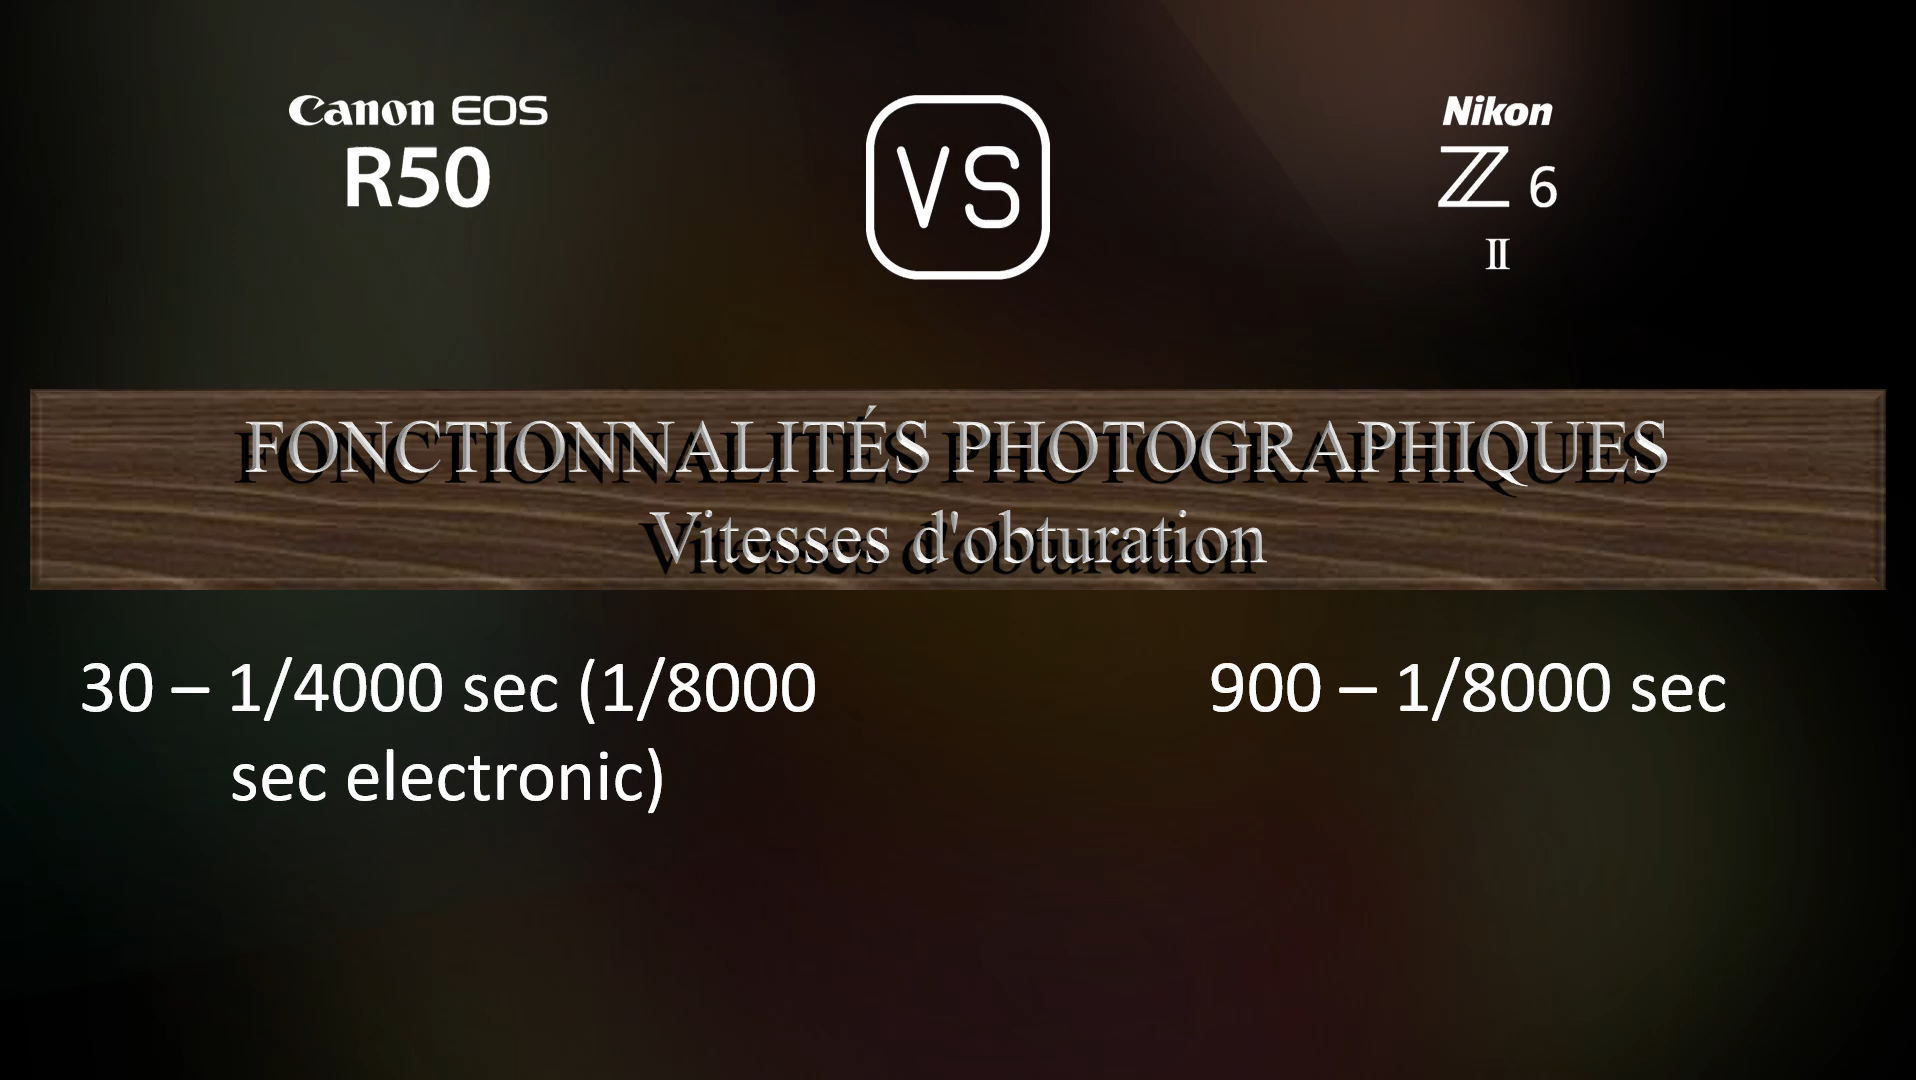 Canon EOS
R50
VS
Nikon
Z 6
II
FONCTIONNALITÉS PHOTOGRAPHIQUES
Vitesses d'obturation
30 – 1/4000 sec (1/8000
sec electronic)
900 – 1/8000 sec